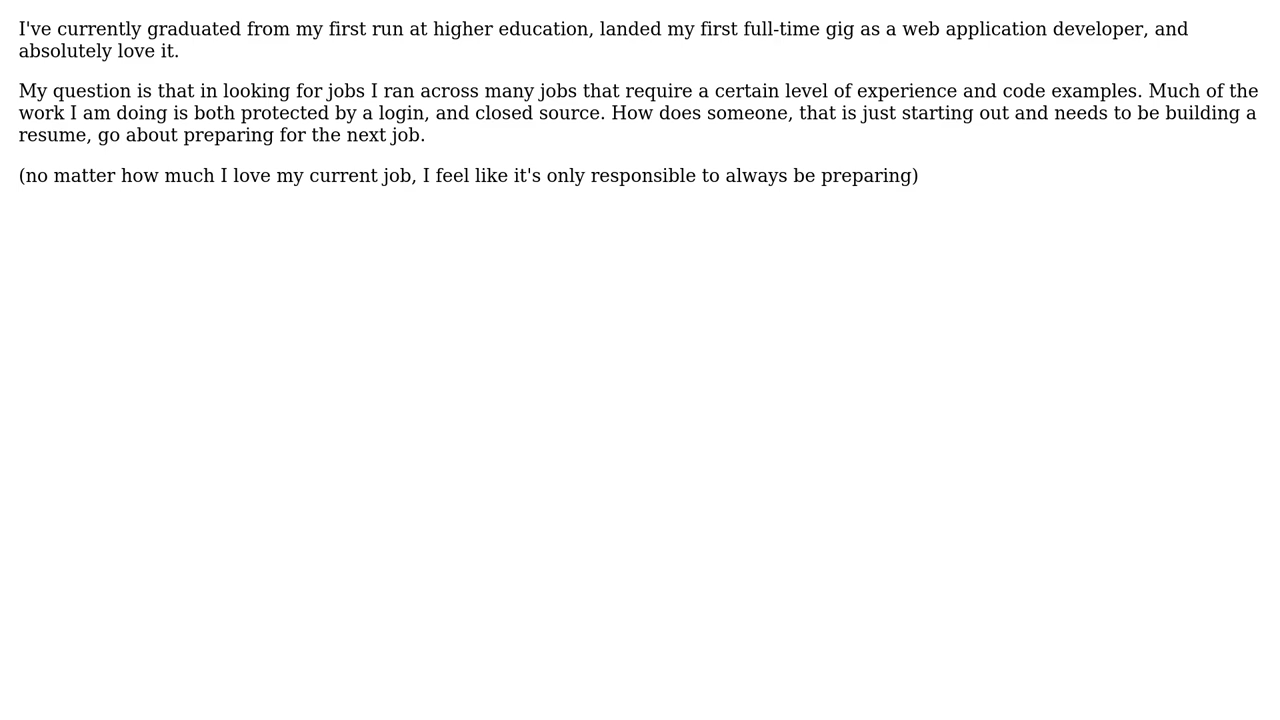 I've currently graduated from my first run at higher education, landed my first full-time gig as a web application developer, and
absolutely love it.
My question is that in looking for jobs I ran across many jobs that require a certain level of experience and code examples. Much of the
work I am doing is both protected by a login, and closed source. How does someone, that is just starting out and needs to be building a
resume, go about preparing for the next job.
(no matter how much I love my current job, I feel like it's only responsible to always be preparing)